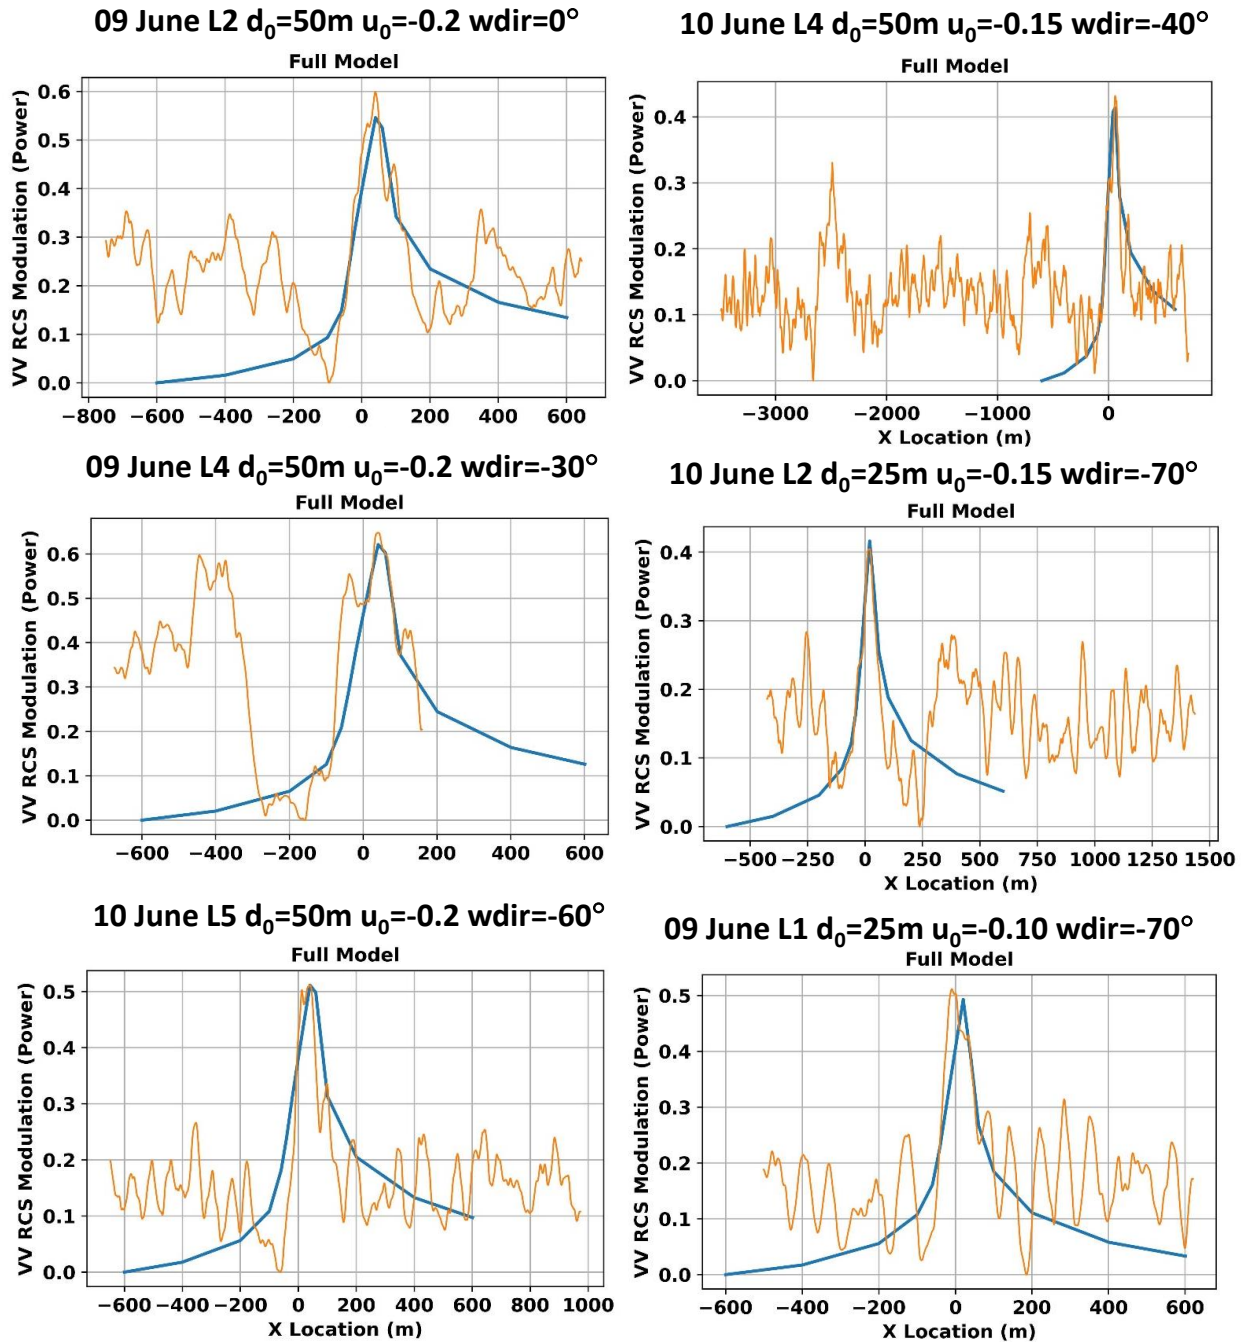 09 June L2 d₀=50m u₀=-0.2 wdir=0°
Full Model
VV RCS Modulation (Power)
0.6
0.5
0.4
0.3
0.2
0.1
0.0
−800 −600 −400 −200 0 200 400 600
10 June L4 d₀=50m u₀=-0.15 wdir=-40°
Full Model
VV RCS Modulation (Power)
0.4
0.3
0.2
0.1
0.0
−3000 −2000 −1000 0
X Location (m)
09 June L4 d₀=50m u₀=-0.2 wdir=-30°
Full Model
VV RCS Modulation (Power)
0.6
0.5
0.4
0.3
0.2
0.1
0.0
−600 −400 −200 0 200 400 600
10 June L2 d₀=25m u₀=-0.15 wdir=-70°
Full Model
VV RCS Modulation (Power)
0.4
0.3
0.2
0.1
0.0
−500 −250 0 250 500 750 1000 1250 1500
X Location (m)
10 June L5 d₀=50m u₀=-0.2 wdir=-60°
Full Model
VV RCS Modulation (Power)
0.5
0.4
0.3
0.2
0.1
0.0
−600 −400 −200 0 200 400 600 800 1000
X Location (m)
09 June L1 d₀=25m u₀=-0.10 wdir=-70°
Full Model
VV RCS Modulation (Power)
0.5
0.4
0.3
0.2
0.1
0.0
−600 −400 −200 0 200 400 600
X Location (m)